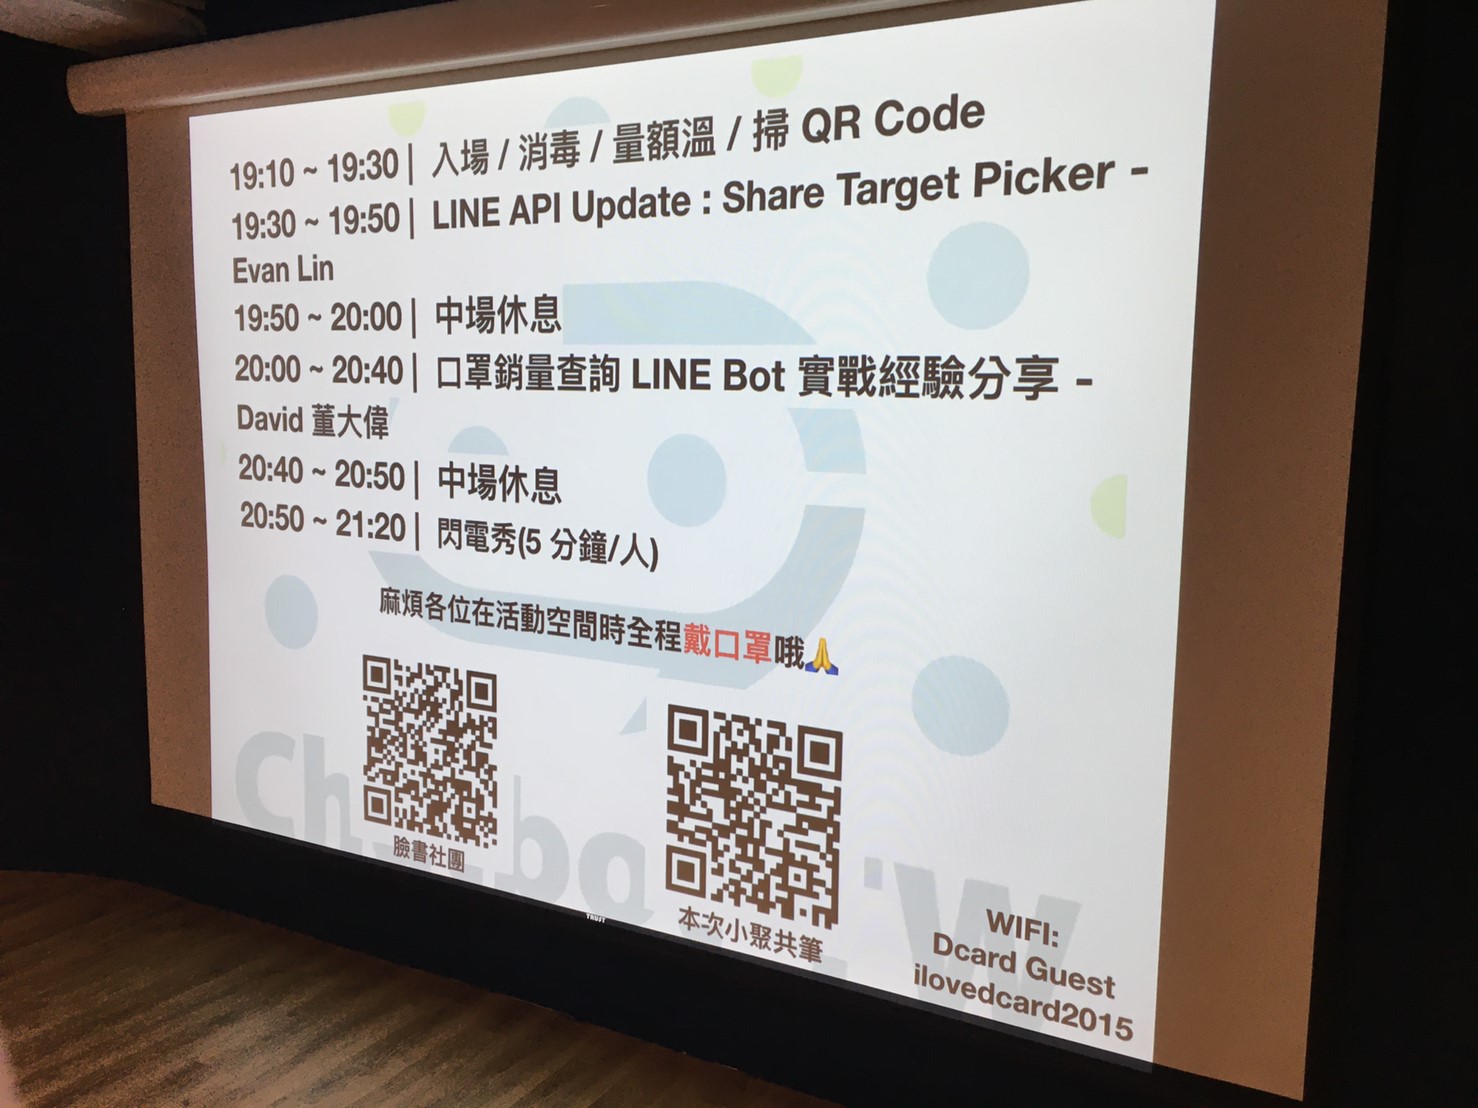 19:10 ~ 19:30 | 入場 / 消毒 / 量額溫 / 掃 QR Code
19:30 ~ 19:50 | LINE API Update : Share Target Picker -
Evan Lin
19:50 ~ 20:00 | 中場休息
20:00 ~ 20:40 | 口罩銷量查詢 LINE Bot 實戰經驗分享 -
David 董大偉
20:40 ~ 20:50 | 中場休息
20:50 ~ 21:20 | 閃電秀(5 分鐘/人)
麻煩各位在活動空間時全程戴口罩哦🙏
臉書社團
本次小聚共筆
WIFI:
Dcard Guest
ilovedcard2015
TRUST